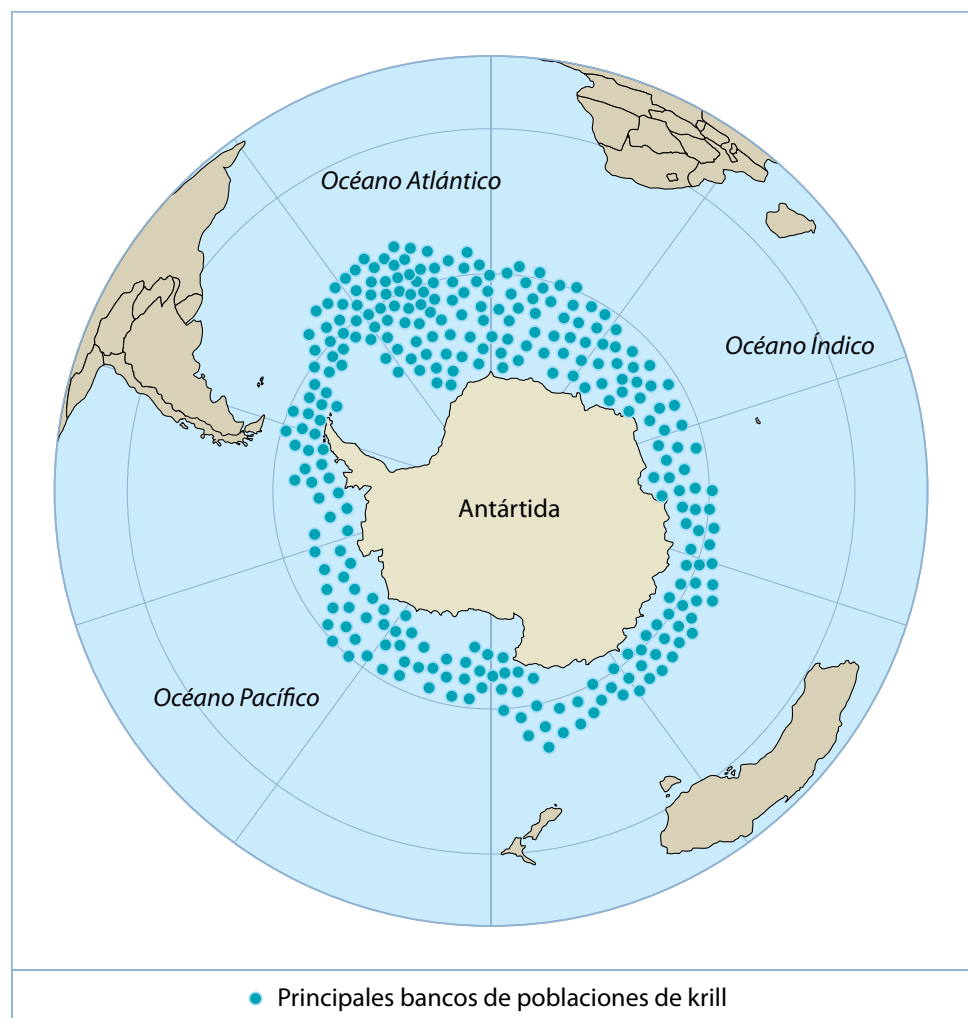 Océano Atlántico
Océano Índico
Antártida
Océano Pacífico
Principales bancos de poblaciones de krill